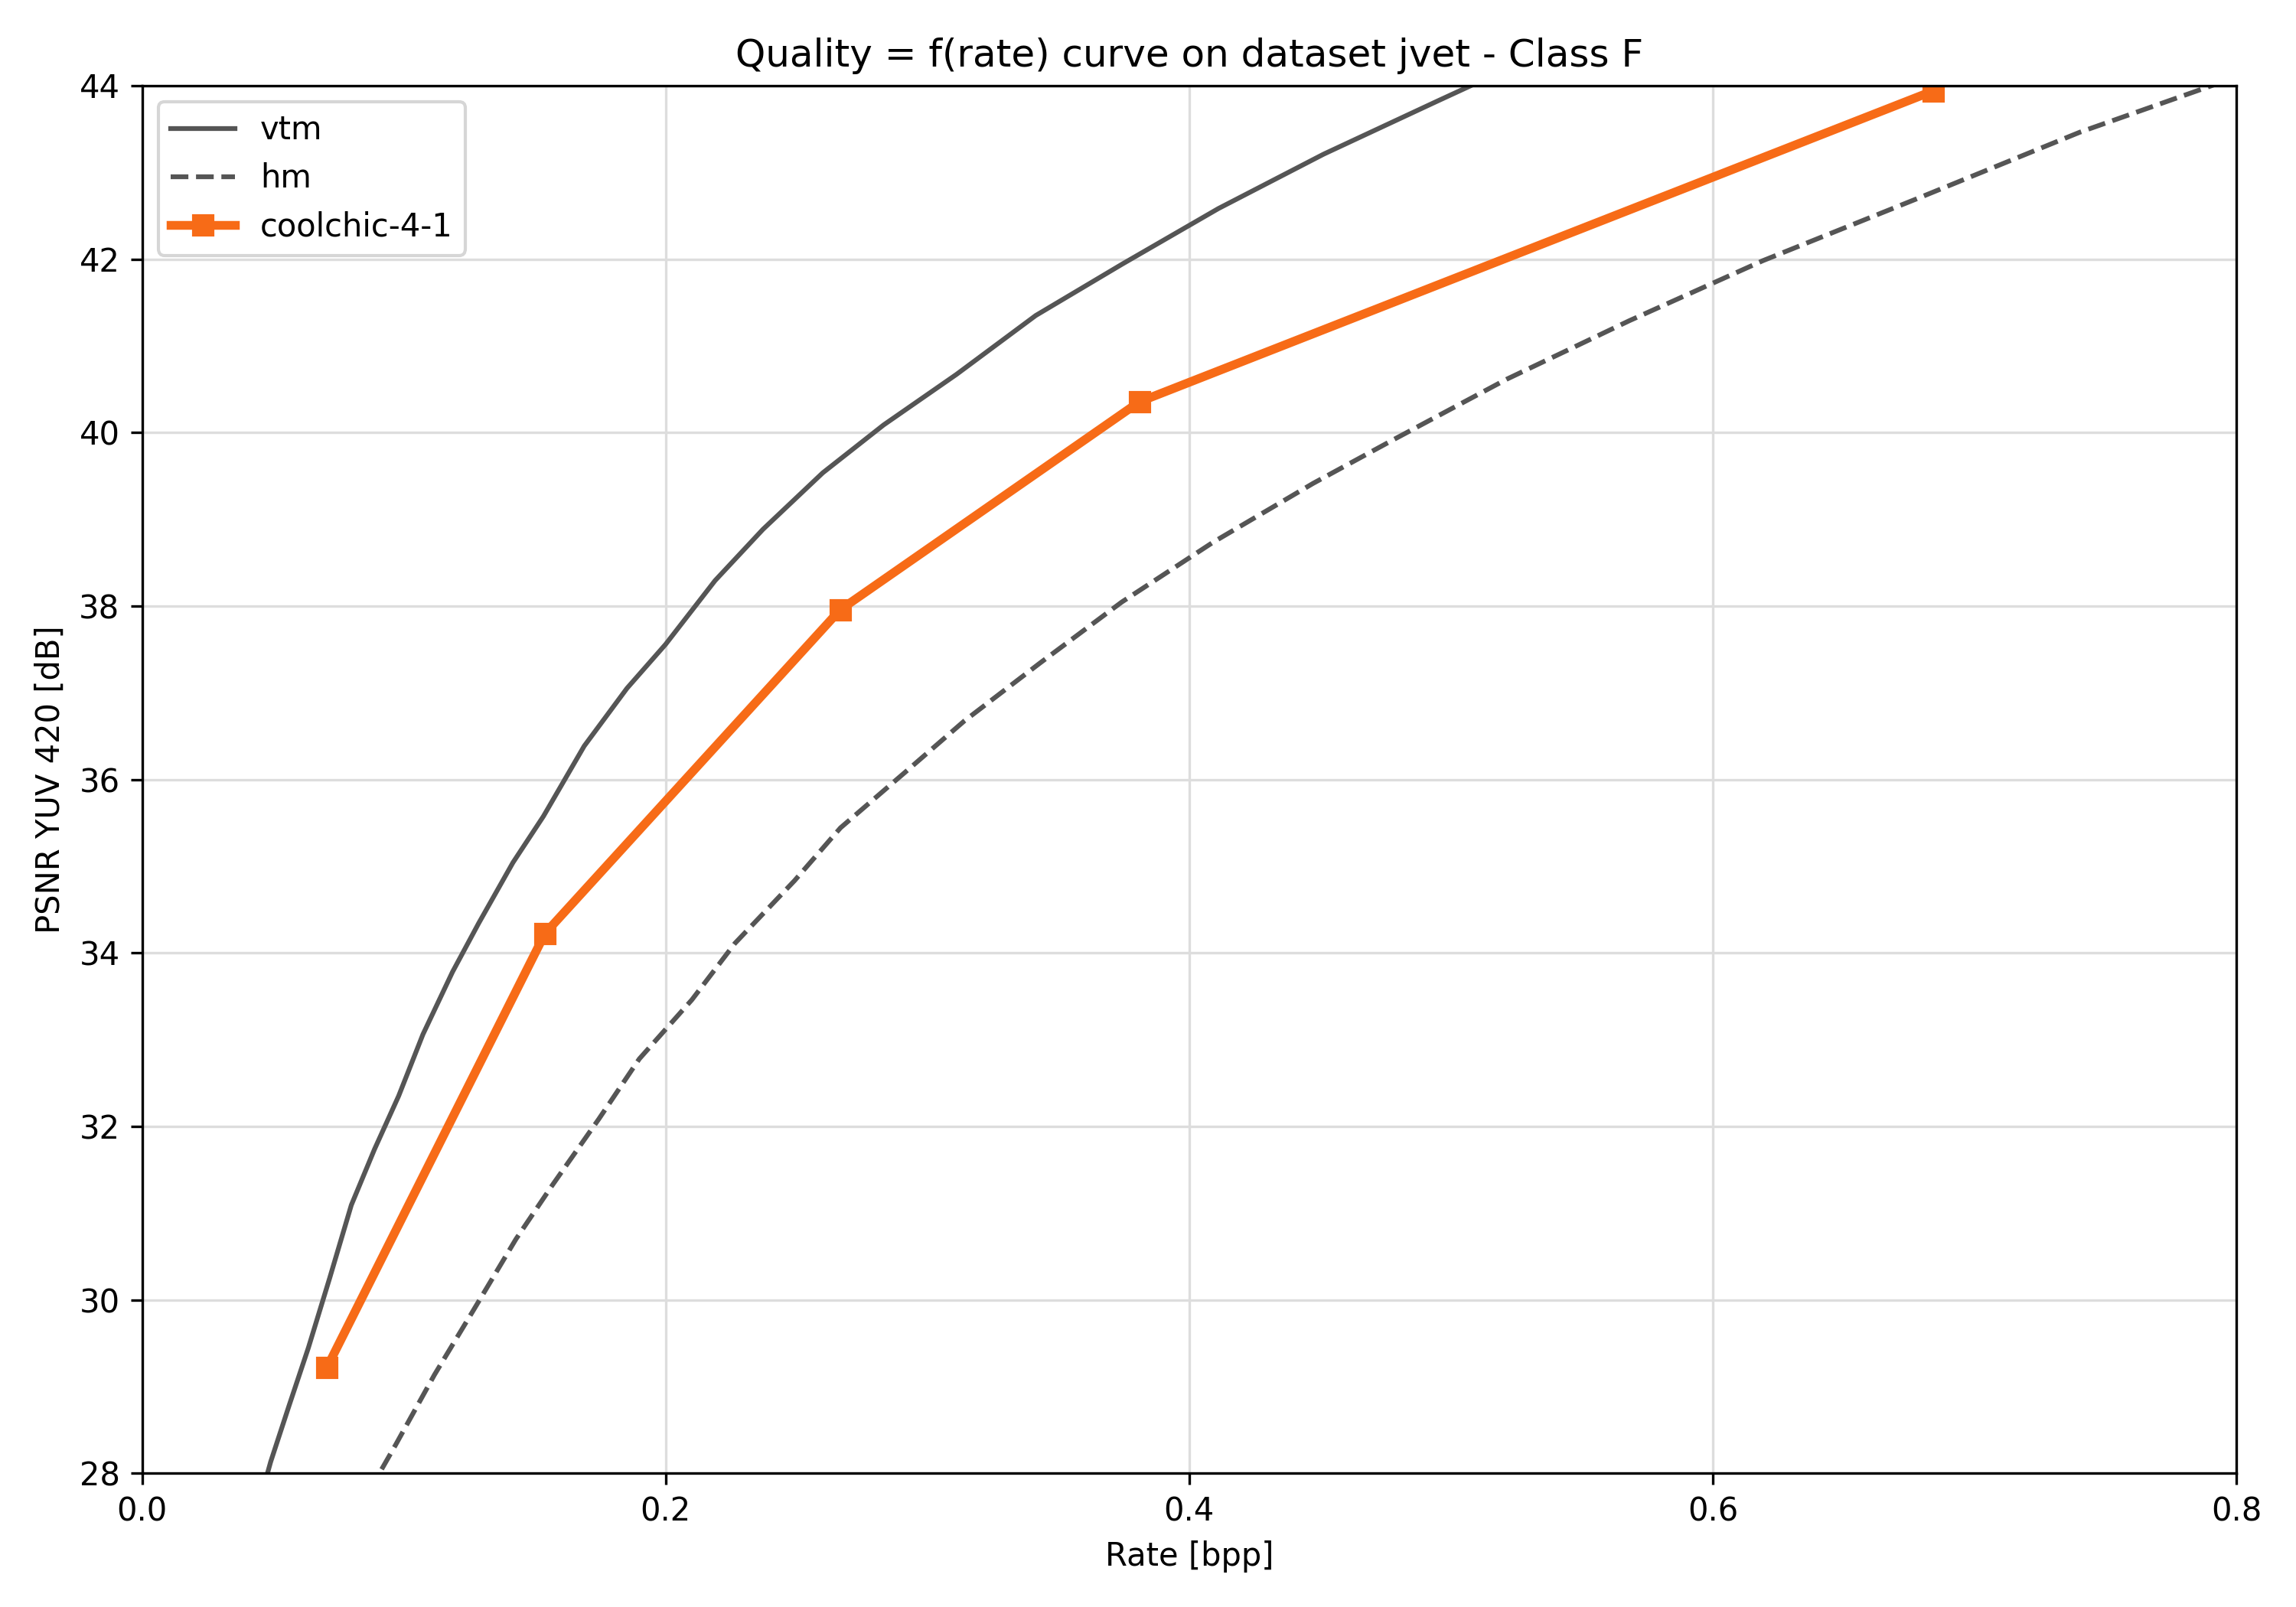 Quality = f(rate) curve on dataset jvet - Class F
vtm
hm
coolchic-4-1
PSNR YUV 420 [dB]
44
42
40
38
36
34
32
30
28
0.0 0.2 0.4 0.6 0.8
Rate [bpp]